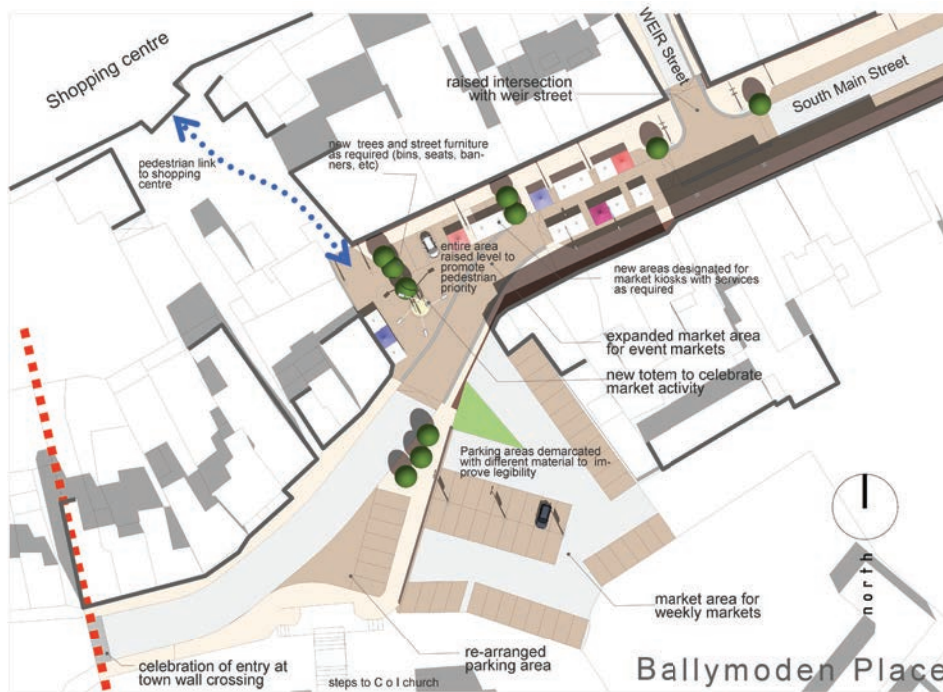 Shopping centre
WEIR Street
South Main Street
raised intersection
with weir street
new trees and street furniture
as required (bins, seats, ban-
ners, etc)
pedestrian link
to shopping
centre
entire area
raised level to
promote
pedestrian
priority
new areas designated for
market kiosks with services
as required
expanded market area
for event markets
new totem to celebrate
market activity
Parking areas demarcated
with different material to im-
prove legibility
north
market area for
weekly markets
re-arranged
parking area
celebration of entry at
town wall crossing
steps to C o I church
Ballymoden Place